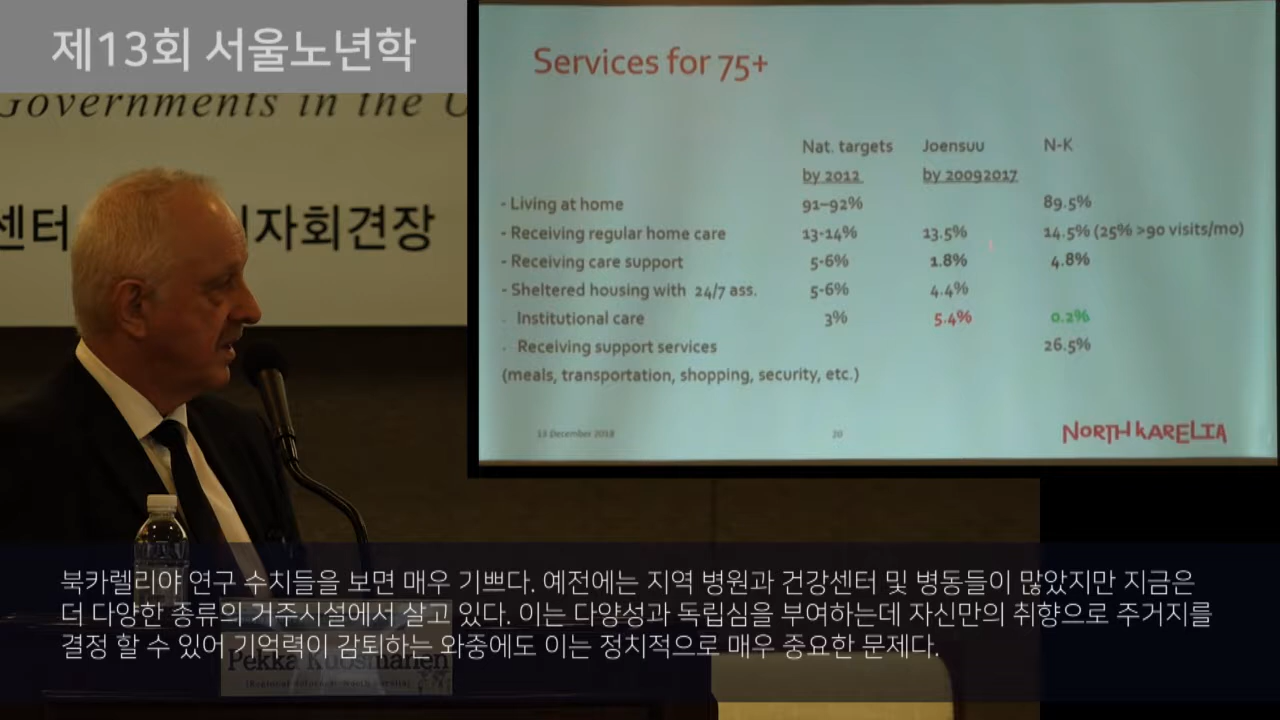 제13회 서울노년학
Governments in the U
센터
기자회견장
Services for 75+
Nat. targets Joensuu N-K
by 2012 by 20092017
- Living at home 91–92% 89.5%
- Receiving regular home care 13-14% 13.5% 14.5% (25% >90 visits/mo)
- Receiving care support 5-6% 1.8% 4.8%
- Sheltered housing with 24/7 ass. 5-6% 4.4%
- Institutional care 3% 5.4% 0.2%
- Receiving support services 26.5%
(meals, transportation, shopping, security, etc.)
13 December 2018 20 NORTH KARELIA
북카렐리야 연구 수치들을 보면 매우 기쁘다. 예전에는 지역 병원과 건강센터 및 병동들이 많았지만 지금은
더 다양한 종류의 거주시설에서 살고 있다. 이는 다양성과 독립심을 부여하는데 자신만의 취향으로 주거지를
결정 할 수 있어 기억력이 감퇴하는 와중에도 이는 정치적으로 매우 중요한 문제다.
Pekka Kuosmanen